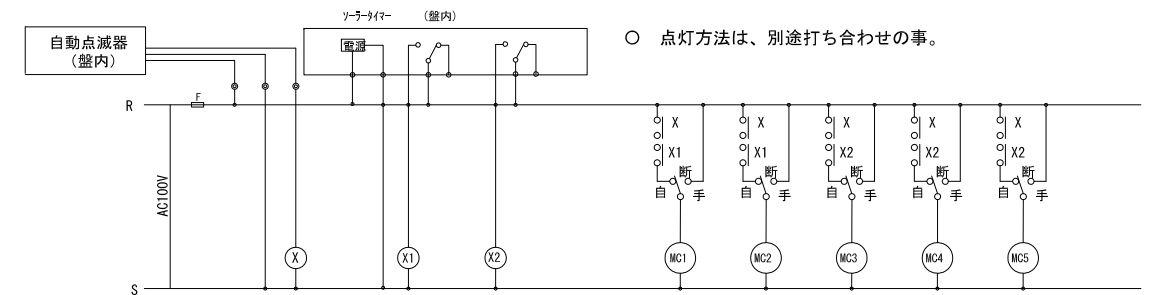 ソーラータイマー （盤内）
自動点滅器
（盤内）
電源
○ 点灯方法は、別途打ち合わせの事。
R
F
AC100V
S
X
X1
X2
X
X1
断
自 手
MC1
X
X1
断
自 手
MC2
X
X2
断
自 手
MC3
X
X2
断
自 手
MC4
X
X2
断
自 手
MC5